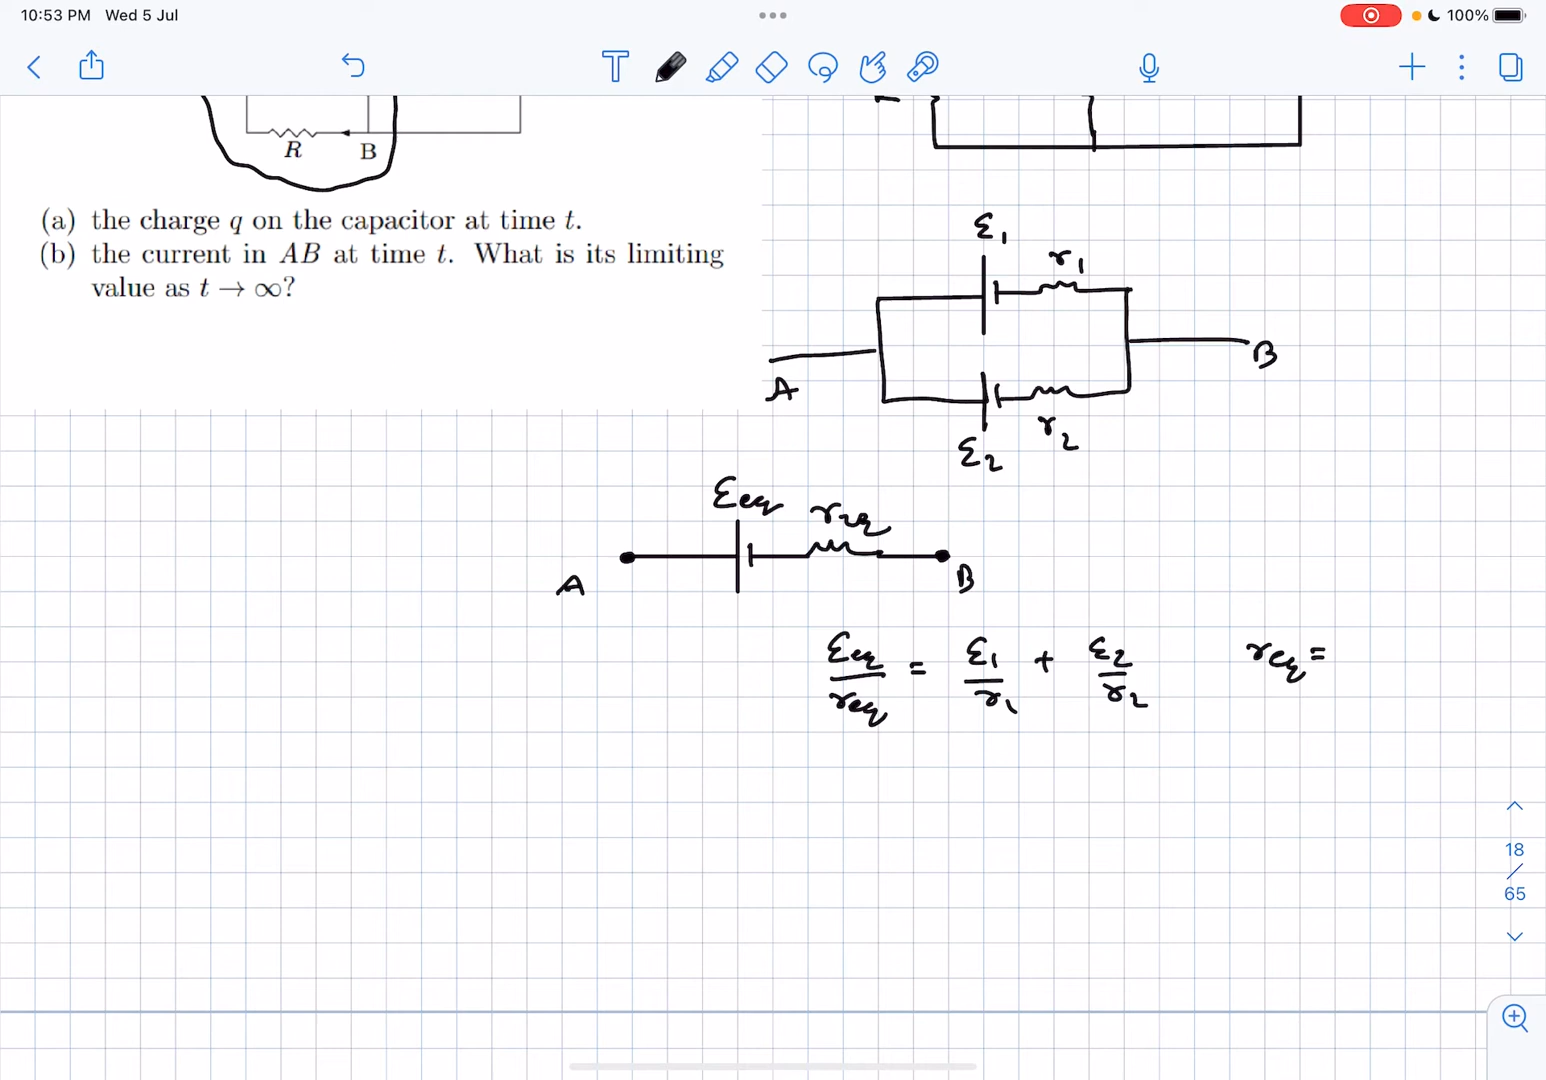 10:53 PM Wed 5 Jul
100%
R
B
(a) the charge q on the capacitor at time t.
(b) the current in AB at time t. What is its limiting
value as t → ∞?
ε₁
r₁
A
B
r₂
ε₂
εeq
req
A
B
εeq/req = ε₁/r₁ + ε₂/r₂
req =
18
/
65